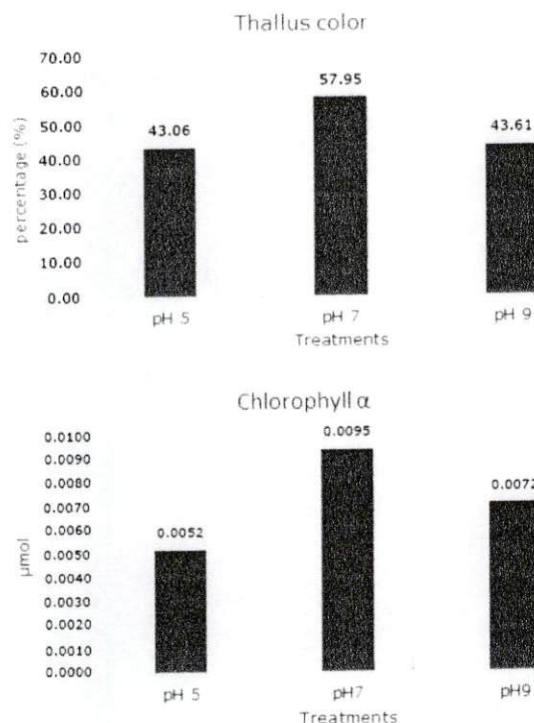 Thallus color
70.00
60.00
50.00
40.00
30.00
20.00
10.00
0.00
percentage (%)
43.06
57.95
43.61
pH 5
pH 7
pH 9
Treatments
Chlorophyll α
0.0100
0.0090
0.0080
0.0070
0.0060
0.0050
0.0040
0.0030
0.0020
0.0010
0.0000
µmol
0.0052
0.0095
0.0072
pH 5
pH7
pH9
Treatments